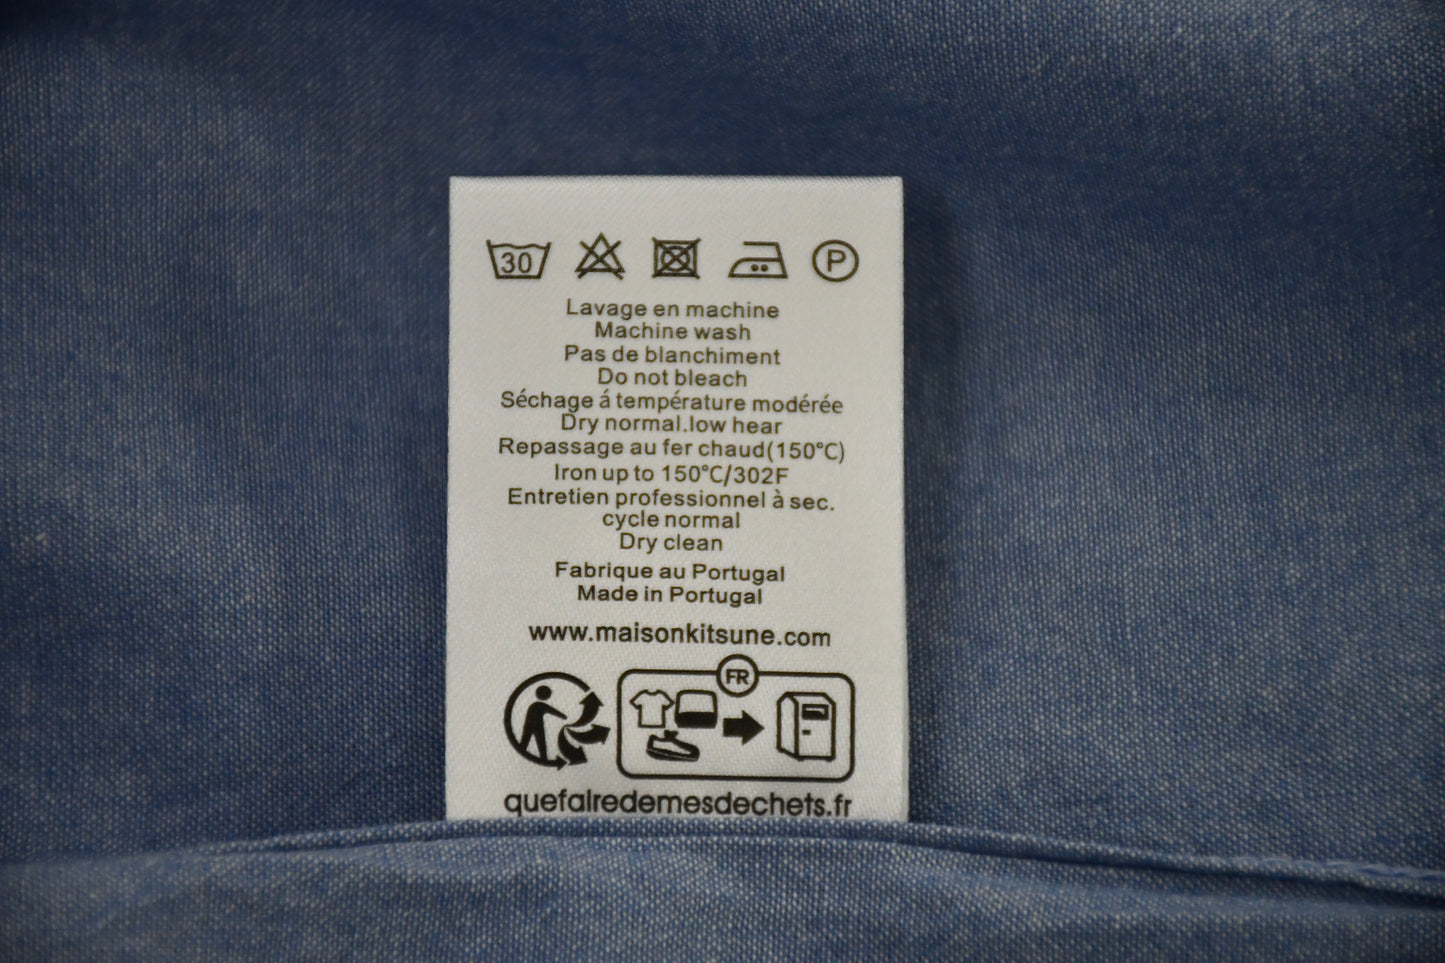 30 P
Lavage en machine
Machine wash
Pas de blanchiment
Do not bleach
Séchage á température modérée
Dry normal.low hear
Repassage au fer chaud(150℃)
Iron up to 150℃/302F
Entretien professionnel à sec.
cycle normal
Dry clean
Fabrique au Portugal
Made in Portugal
www.maisonkitsune.com
FR
quefairedemesdechets.fr